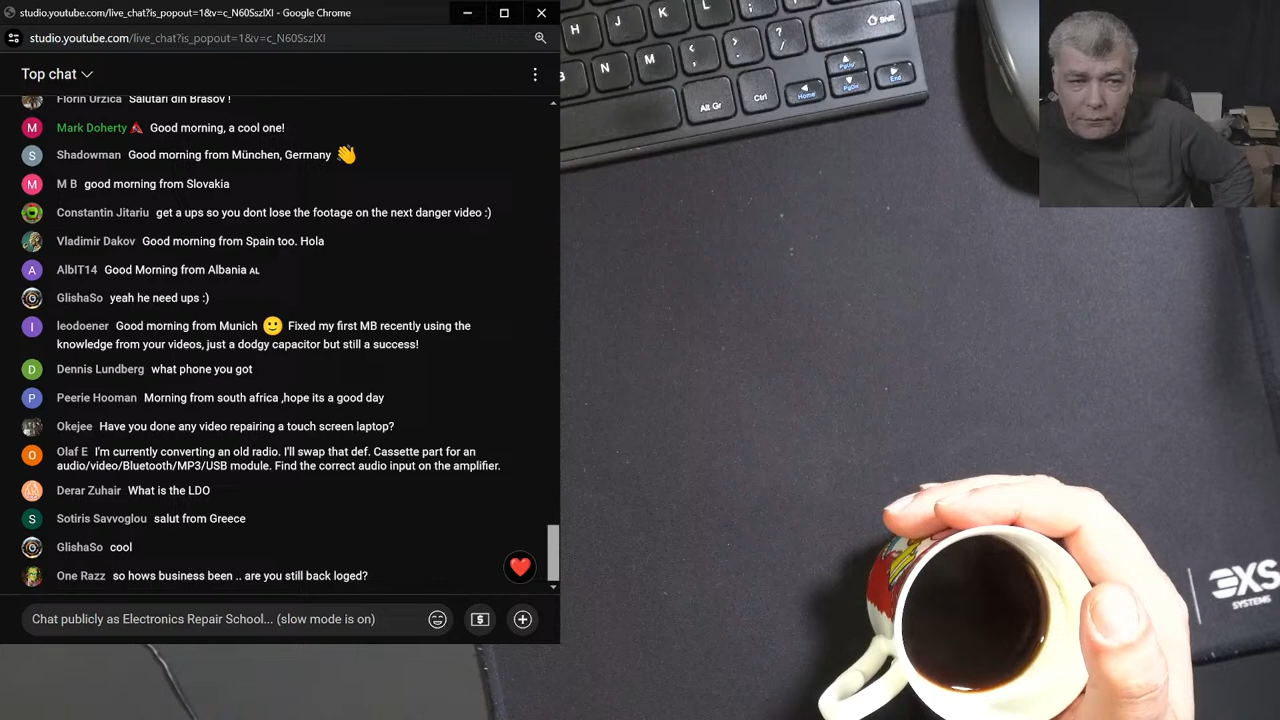 studio.youtube.com/live_chat?is_popout=1&v=c_N60SszlXI - Google Chrome
studio.youtube.com/live_chat?is_popout=1&v=c_N60SszlXI
Top chat
Florin Urzica Salutari din Brasov !
Mark Doherty Good morning, a cool one!
Shadowman Good morning from München, Germany 👋
M B good morning from Slovakia
Constantin Jitariu get a ups so you dont lose the footage on the next danger video :)
Vladimir Dakov Good morning from Spain too. Hola
AlbIT14 Good Morning from Albania AL
GlishaSo yeah he need ups :)
leodoener Good morning from Munich 🙂 Fixed my first MB recently using the
knowledge from your videos, just a dodgy capacitor but still a success!
Dennis Lundberg what phone you got
Peerie Hooman Morning from south africa ,hope its a good day
Okejee Have you done any video repairing a touch screen laptop?
Olaf E I'm currently converting an old radio. I'll swap that def. Cassette part for an
audio/video/Bluetooth/MP3/USB module. Find the correct audio input on the amplifier.
Derar Zuhair What is the LDO
Sotiris Savvoglou salut from Greece
GlishaSo cool
One Razz so hows business been .. are you still back loged?
Chat publicly as Electronics Repair School... (slow mode is on)
H J K L : ; " '
B N M < , > . ? / Shift
Alt Gr Ctrl Home PgUp PgDn End
3XS
SYSTEMS